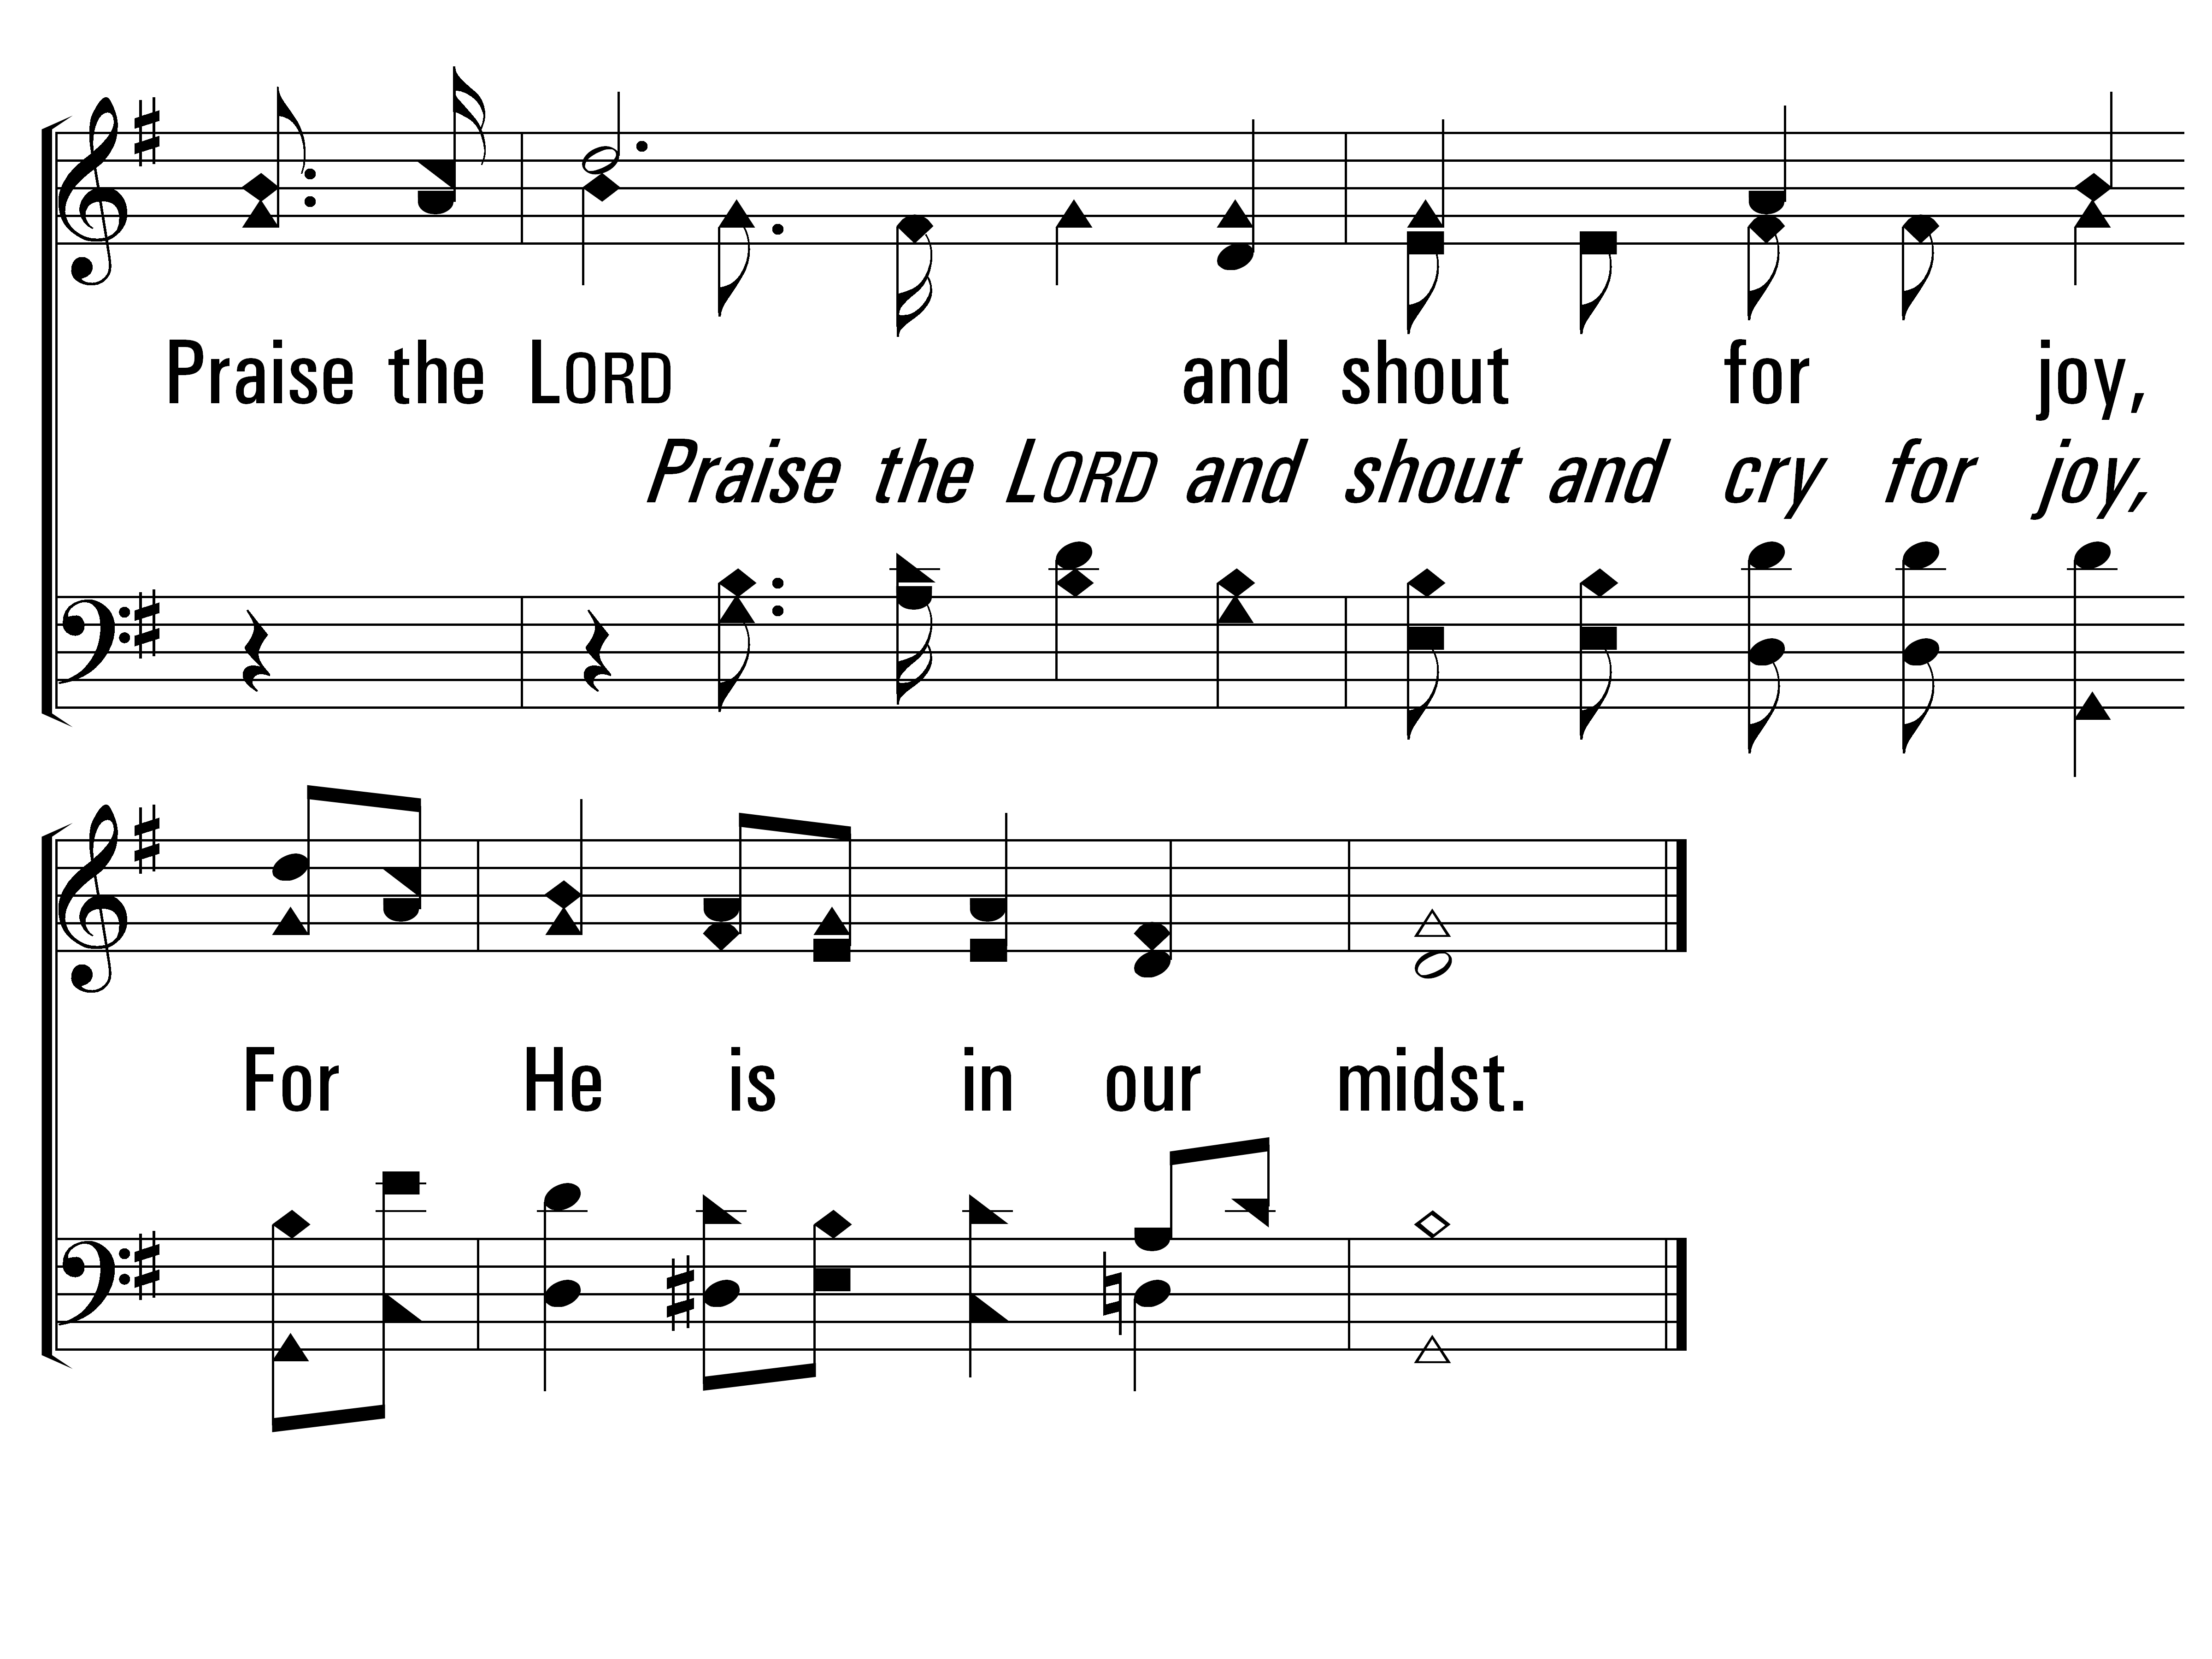 Praise the LORD and shout for joy,
Praise the LORD and shout and cry for joy,
For He is in our midst.